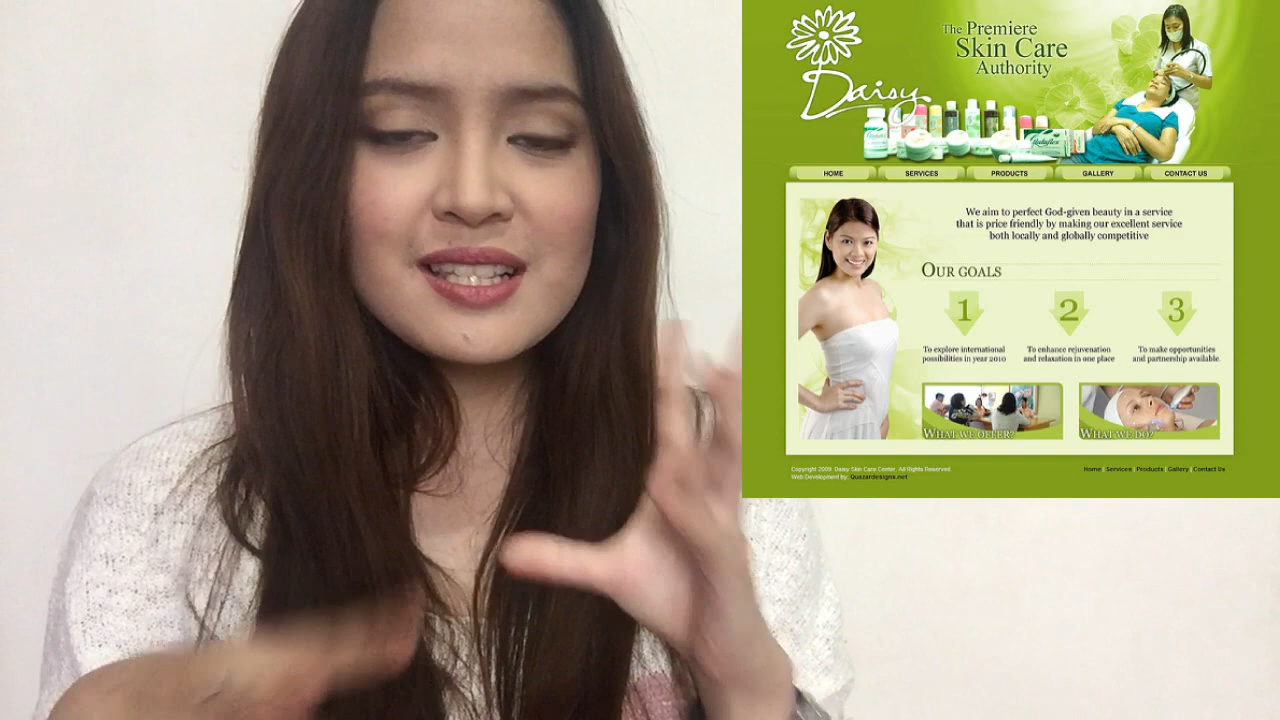 The Premiere
Skin Care
Authority
Daisy
HOME SERVICES PRODUCTS GALLERY CONTACT US
We aim to perfect God-given beauty in a service
that is price friendly by making our excellent service
both locally and globally competitive
OUR GOALS
1 2 3
To explore international
possibilities in year 2010
To enhance rejuvenation
and relaxation in one place
To make opportunities
and partnership available.
WHAT WE OFFER?
WHAT WE DO?
Copyright 2009. Daisy Skin Care Center. All Rights Reserved.
Web Development by: Quazardesigns.net
Home | Services | Products | Gallery | Contact Us